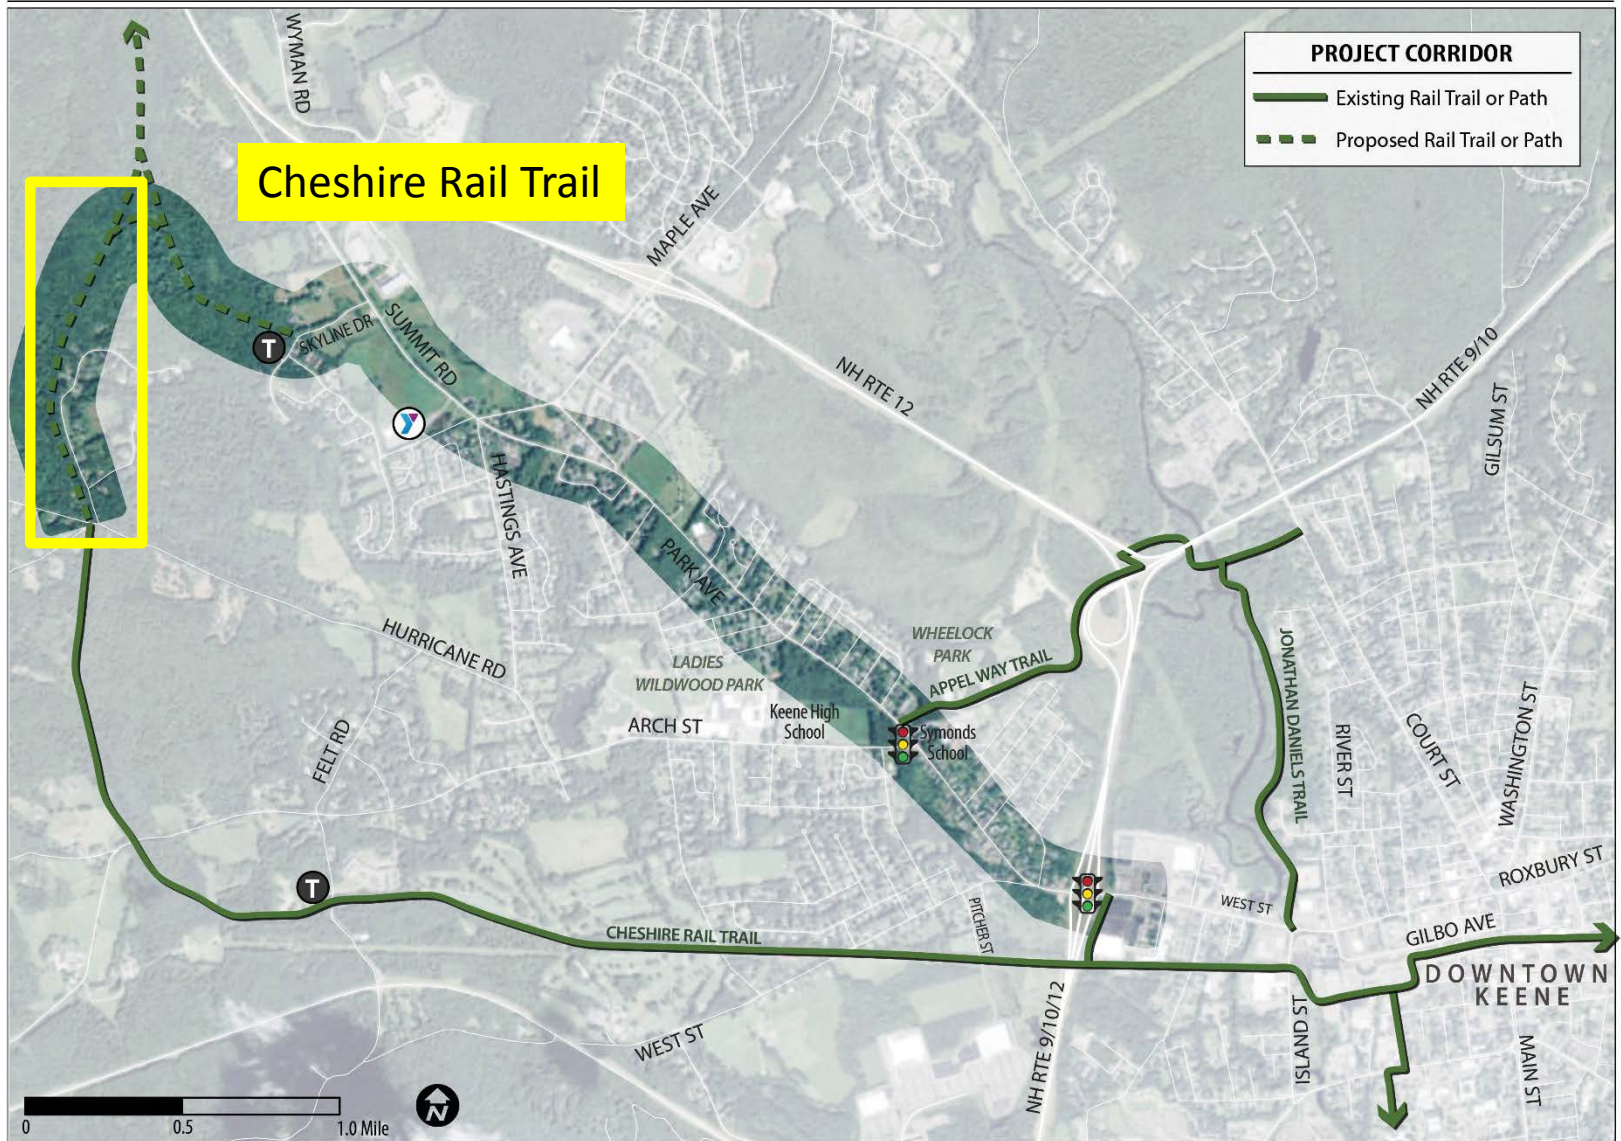 WYMAN RD
PROJECT CORRIDOR
Existing Rail Trail or Path
Proposed Rail Trail or Path
Cheshire Rail Trail
MAPLE AVE
T
SKYLINE DR
SUMMIT RD
NH RTE 12
NH RTE 9/10
GILSUM ST
HASTINGS AVE
PARK AVE
HURRICANE RD
LADIES
WILDWOOD PARK
WHEELOCK
PARK
APPEL WAY TRAIL
JONATHAN DANIELS TRAIL
ARCH ST
Keene High
School
Symonds
School
FELT RD
RIVER ST
COURT ST
WASHINGTON ST
T
ROXBURY ST
PITCHER ST
WEST ST
CHESHIRE RAIL TRAIL
GILBO AVE
DOWNTOWN
KEENE
WEST ST
NH RTE 9/10/12
ISLAND ST
MAIN ST
N
0 0.5 1.0 Mile